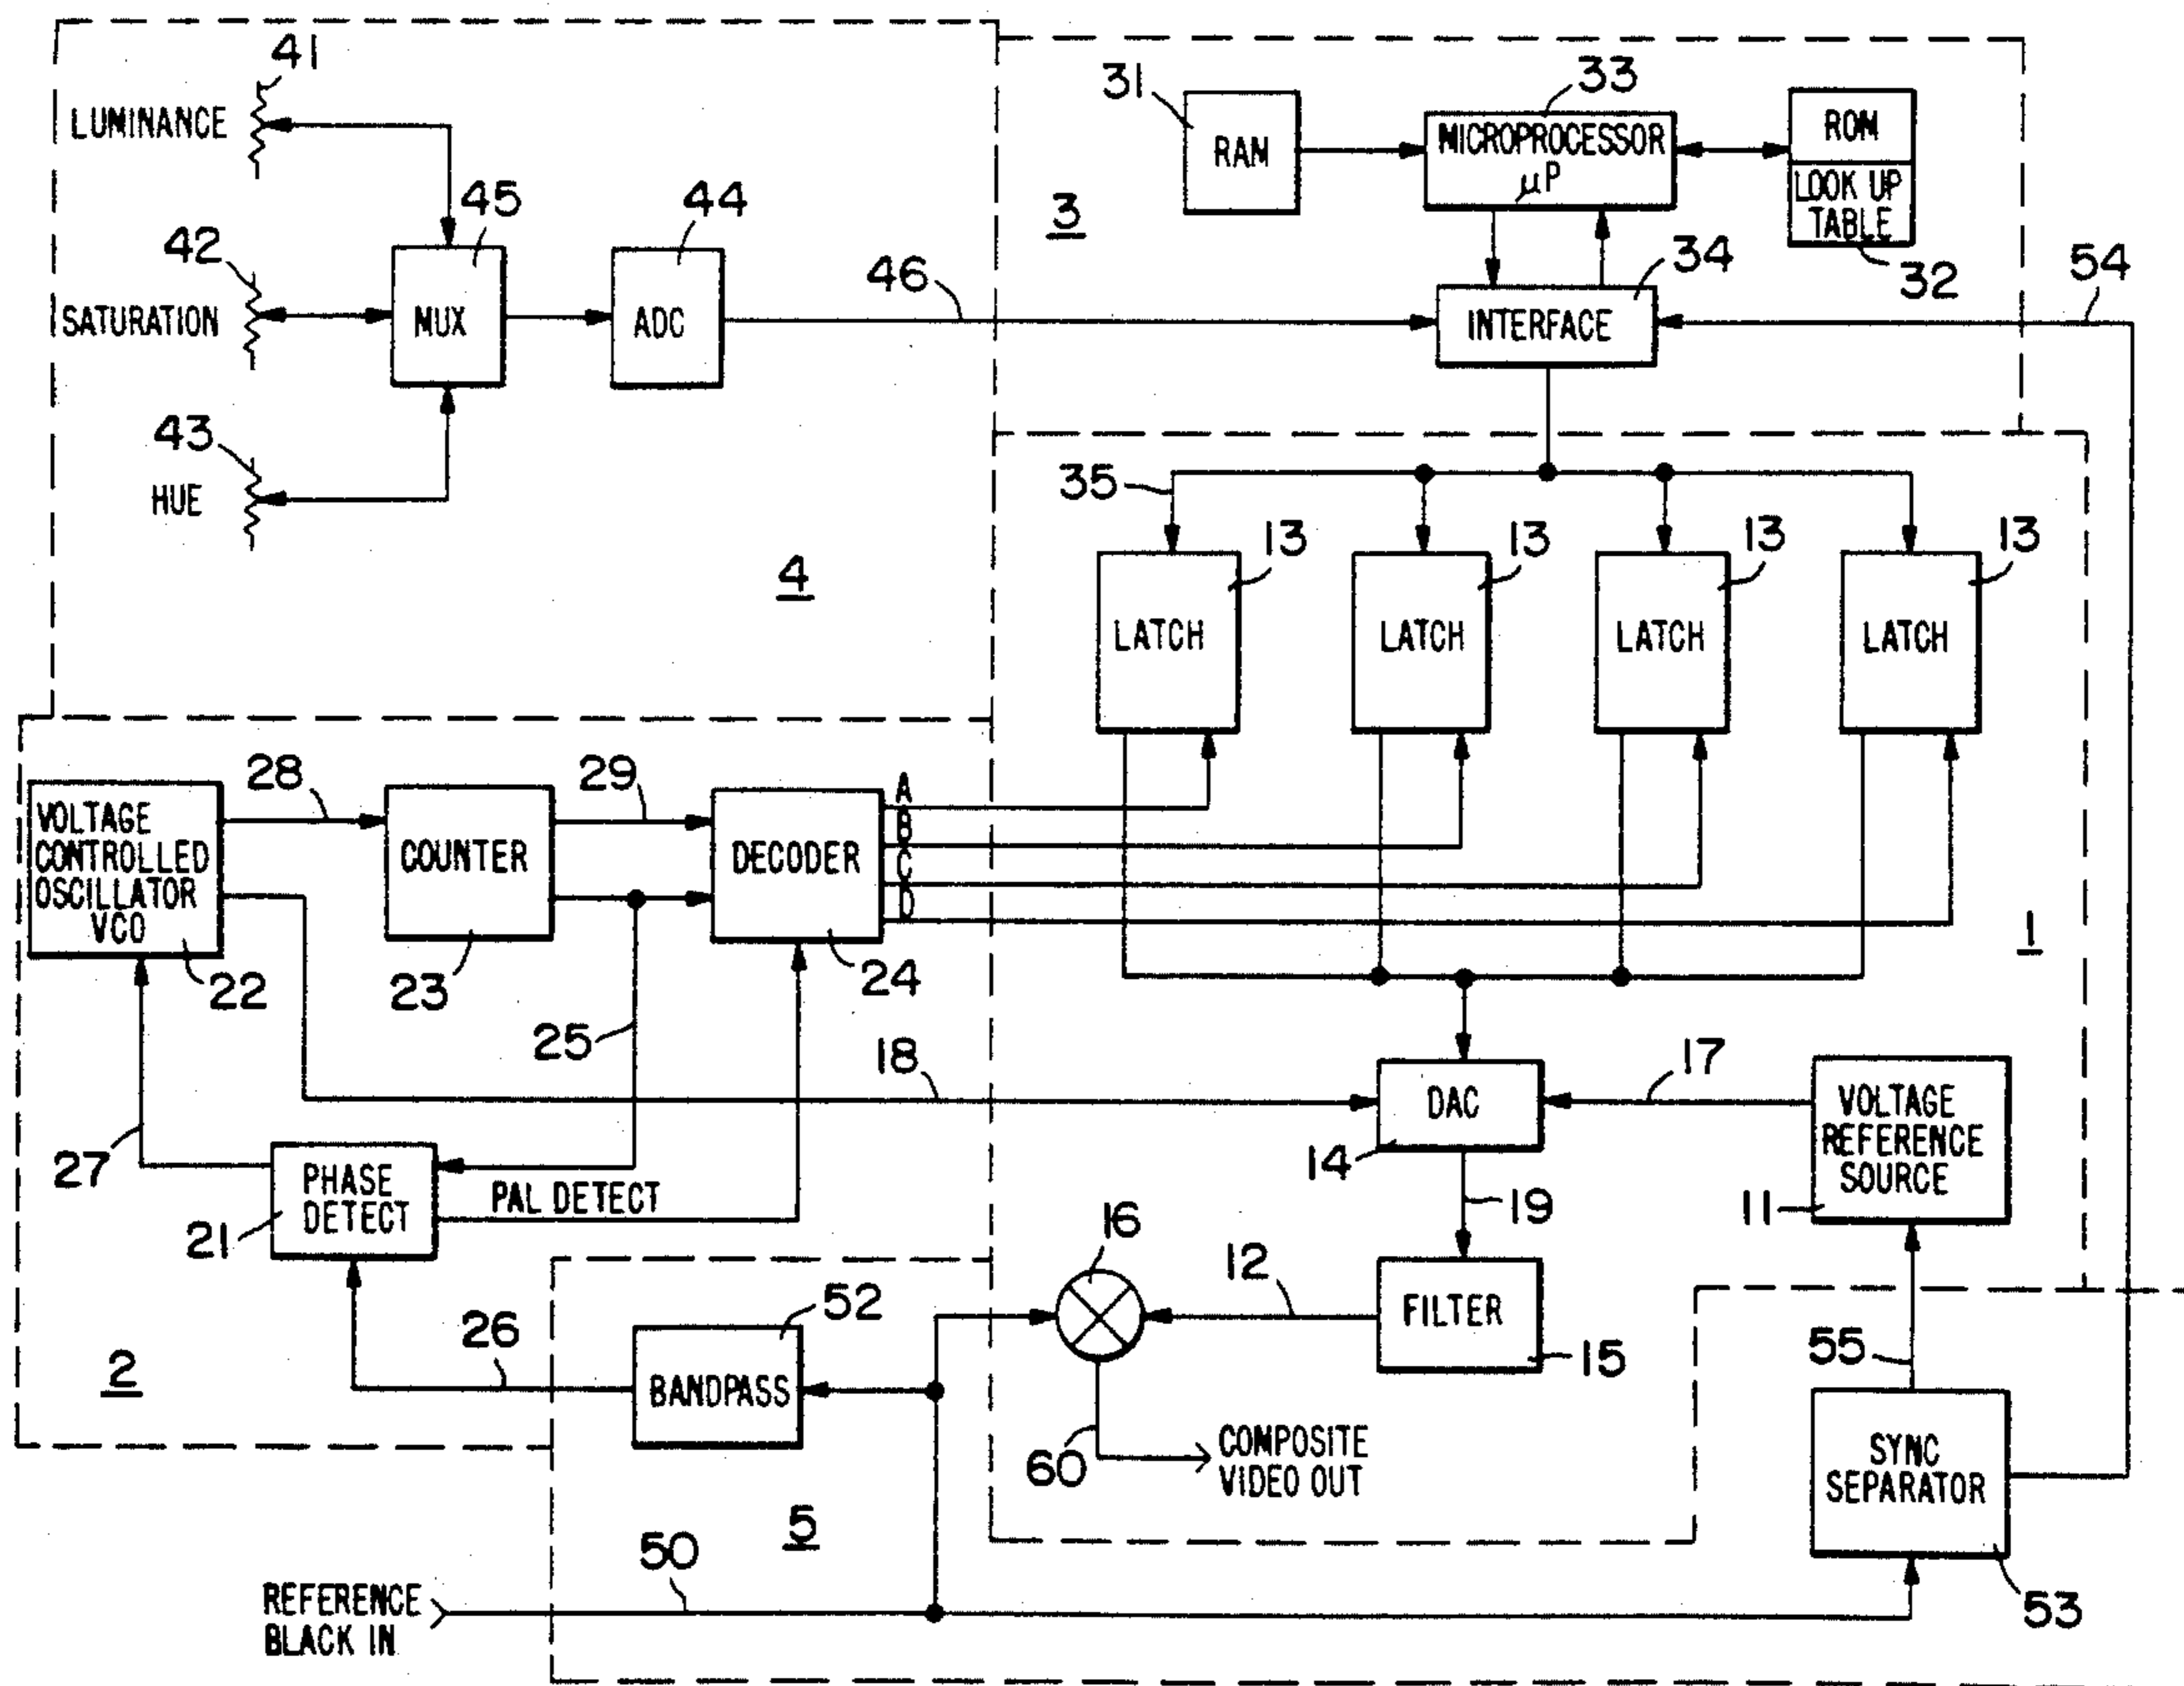 41
LUMINANCE
42
SATURATION
43
HUE
45
MUX
44
ADC
46
4
31
RAM
33
MICROPROCESSOR
μP
ROM
LOOK UP
TABLE
32
3
34
INTERFACE
54
35
13
LATCH
13
LATCH
13
LATCH
13
LATCH
1
28
VOLTAGE
CONTROLLED
OSCILLATOR
VCO
22
COUNTER
23
29
DECODER
24
A
B
C
D
25
18
27
PHASE
DETECT
21
PAL DETECT
26
2
DAC
14
17
VOLTAGE
REFERENCE
SOURCE
11
19
16
12
FILTER
15
52
BANDPASS
60
COMPOSITE
VIDEO OUT
55
SYNC
SEPARATOR
53
5
50
REFERENCE
BLACK IN